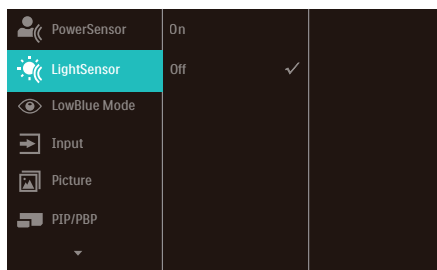 PowerSensor
LightSensor
LowBlue Mode
Input
Picture
PIP/PBP
On
Off